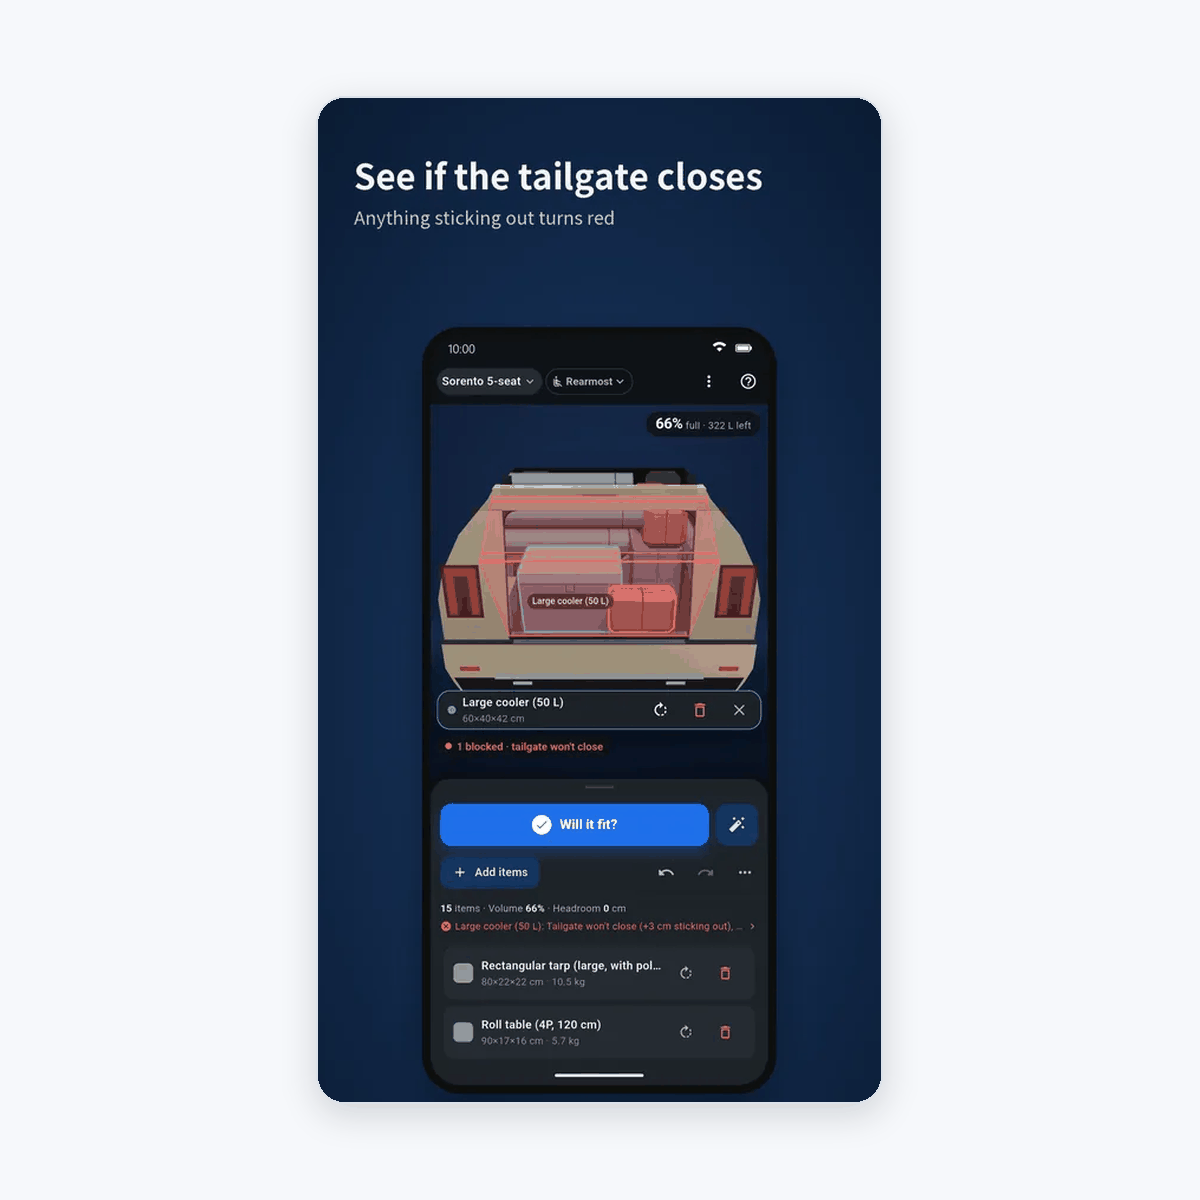 See if the tailgate closes
Anything sticking out turns red
10:00
Sorento 5-seat
Rearmost
66% full · 322 L left
Large cooler (50 L)
Large cooler (50 L)
60×40×42 cm
1 blocked · tailgate won't close
Will it fit?
+ Add items
15 items · Volume 66% · Headroom 0 cm
Large cooler (50 L): Tailgate won't close (+3 cm sticking out), ...
Rectangular tarp (large, with pol...
80×22×22 cm · 10.5 kg
Roll table (4P, 120 cm)
90×17×16 cm · 5.7 kg